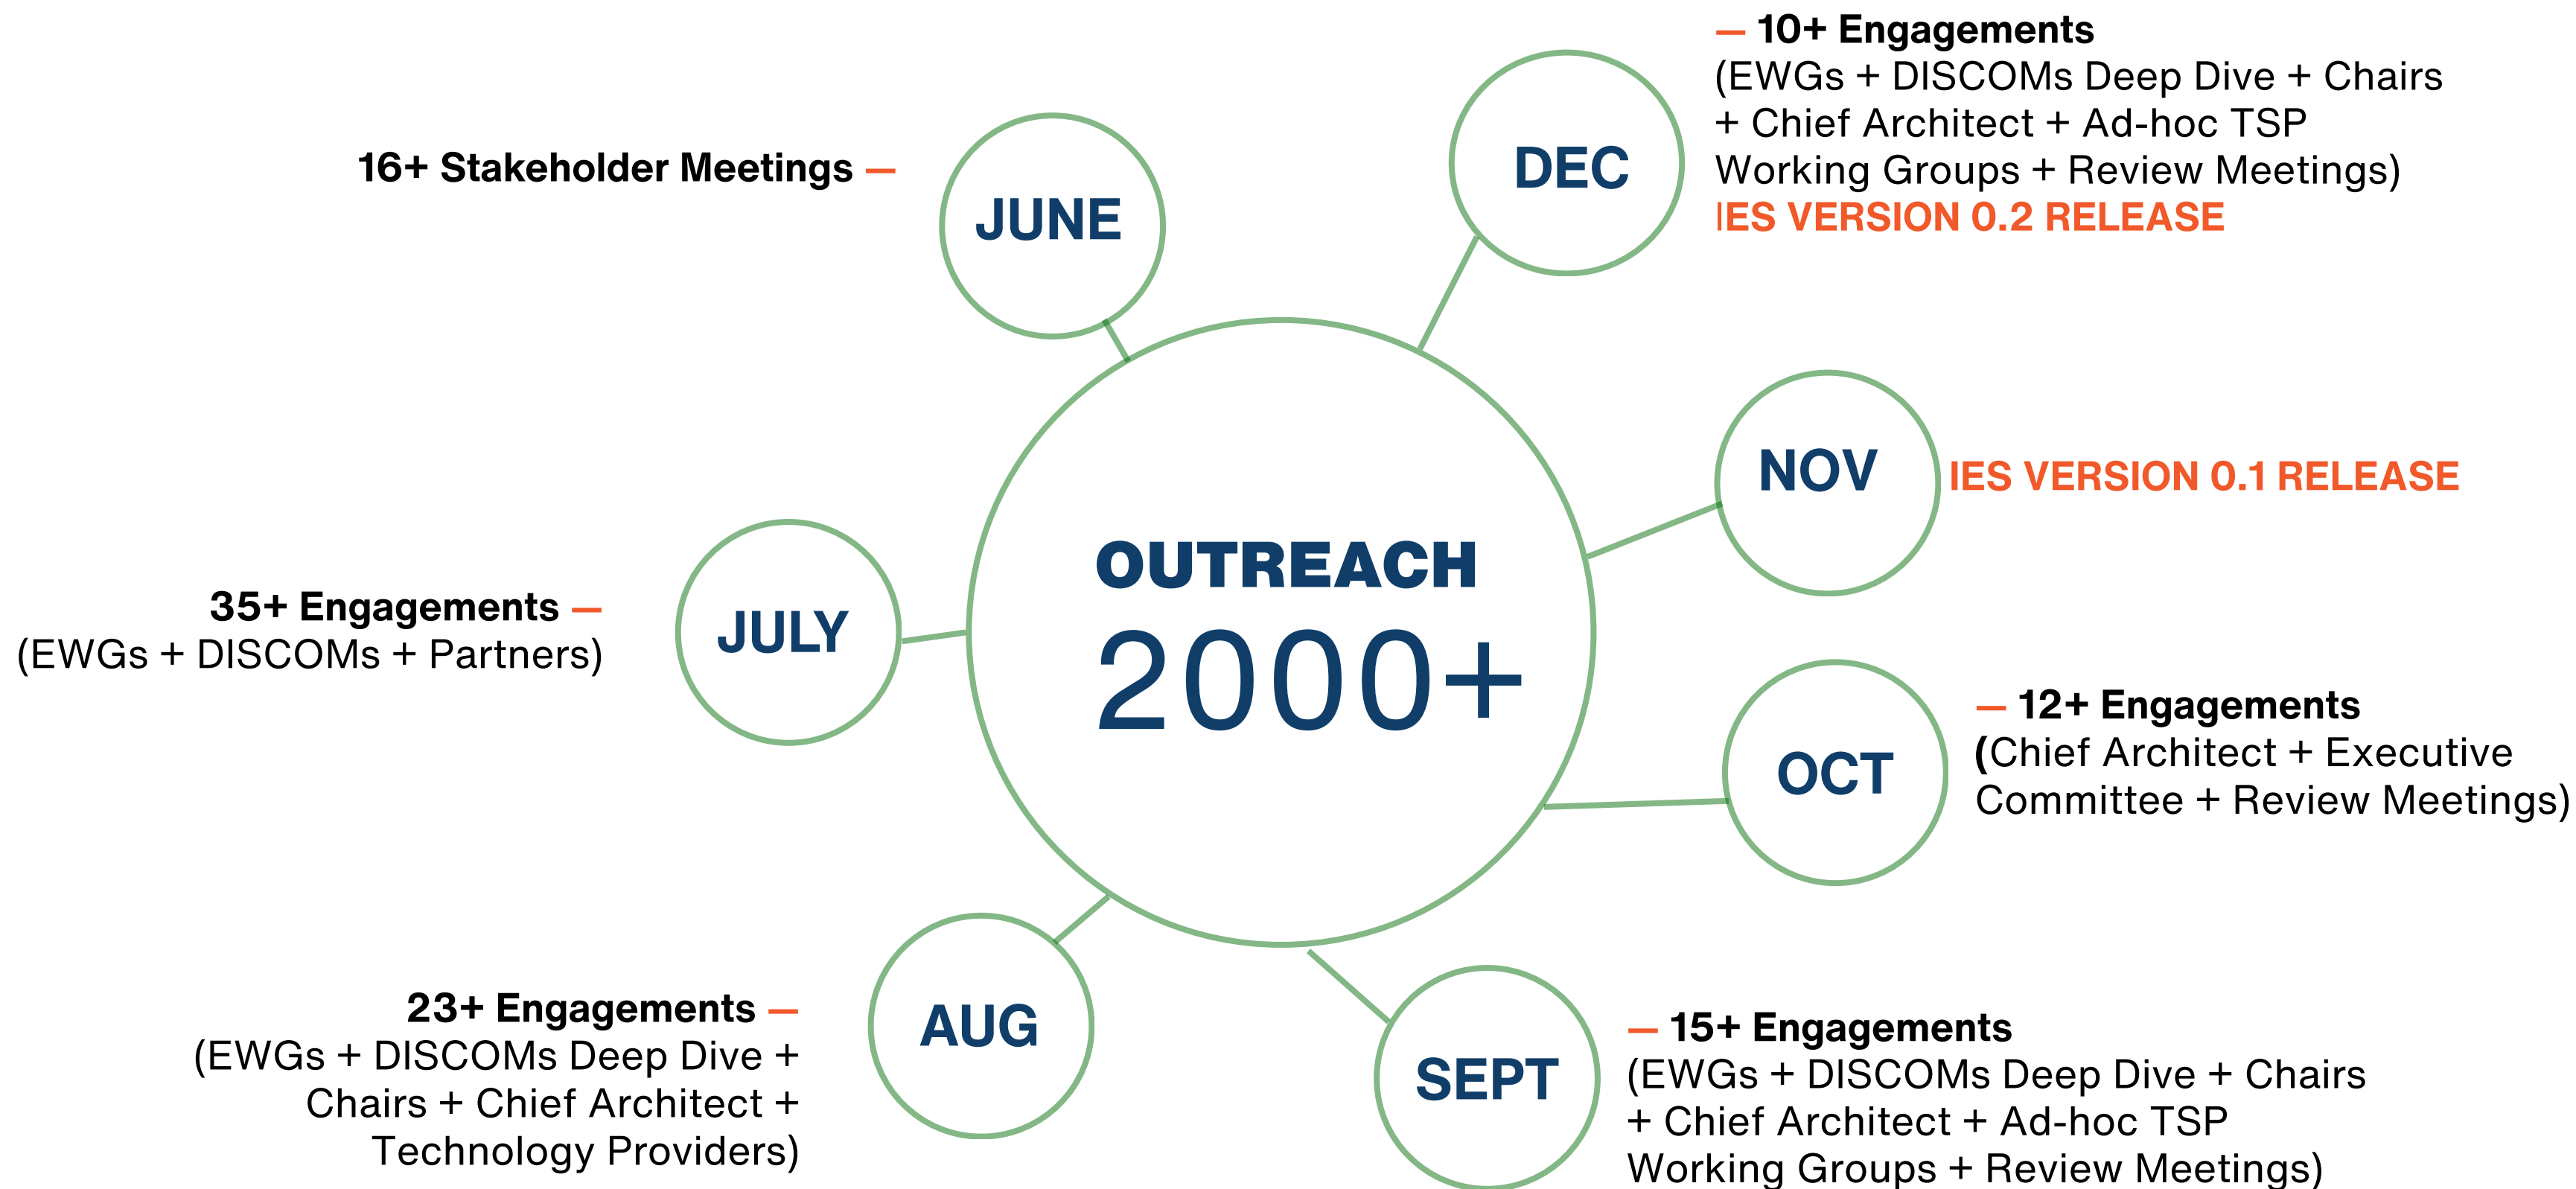 — 10+ Engagements
(EWGs + DISCOMs Deep Dive + Chairs
+ Chief Architect + Ad-hoc TSP
Working Groups + Review Meetings)
IES VERSION 0.2 RELEASE
DEC
16+ Stakeholder Meetings —
JUNE
NOV
IES VERSION 0.1 RELEASE
OUTREACH
2000+
35+ Engagements —
(EWGs + DISCOMs + Partners)
JULY
OCT
— 12+ Engagements
(Chief Architect + Executive
Committee + Review Meetings)
23+ Engagements —
(EWGs + DISCOMs Deep Dive +
Chairs + Chief Architect +
Technology Providers)
AUG
SEPT
— 15+ Engagements
(EWGs + DISCOMs Deep Dive + Chairs
+ Chief Architect + Ad-hoc TSP
Working Groups + Review Meetings)